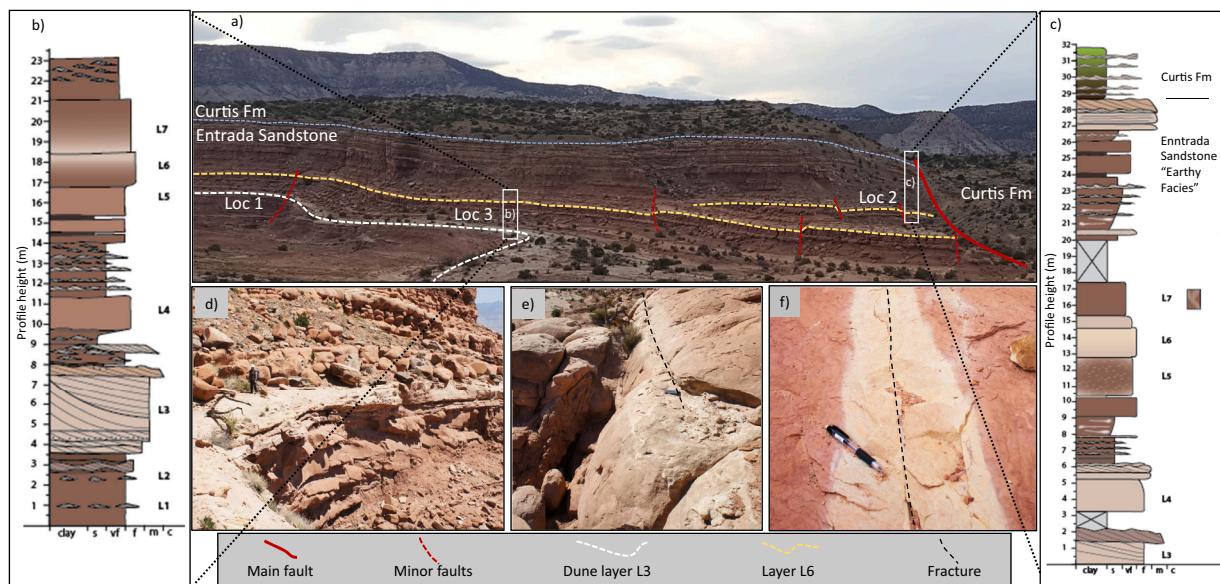 b)
23
22
21
20
19
18
17
16
15
14
13
12
11
10
9
8
7
6
5
4
3
2
1
Profile height (m)
L7
L6
L5
L4
L3
L2
L1
clay s vf f m c
a)
Curtis Fm
Entrada Sandstone
Loc 1
Loc 3
b)
Loc 2
c)
Curtis Fm
d)
e)
f)
Main fault
Minor faults
Dune layer L3
Layer L6
Fracture
c)
32
31
30
29
28
27
26
25
24
23
22
21
20
19
18
17
16
15
14
13
12
11
10
9
8
7
6
5
4
3
2
1
Profile height (m)
Curtis Fm
Enntrada
Sandstone
"Earthy
Facies"
L7
L6
L5
L4
L3
clay s vf f m c